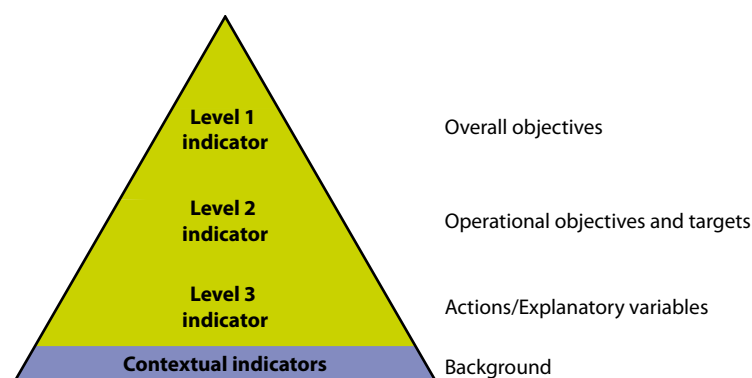 Level 1
indicator
Overall objectives
Level 2
indicator
Operational objectives and targets
Level 3
indicator
Actions/Explanatory variables
Contextual indicators
Background